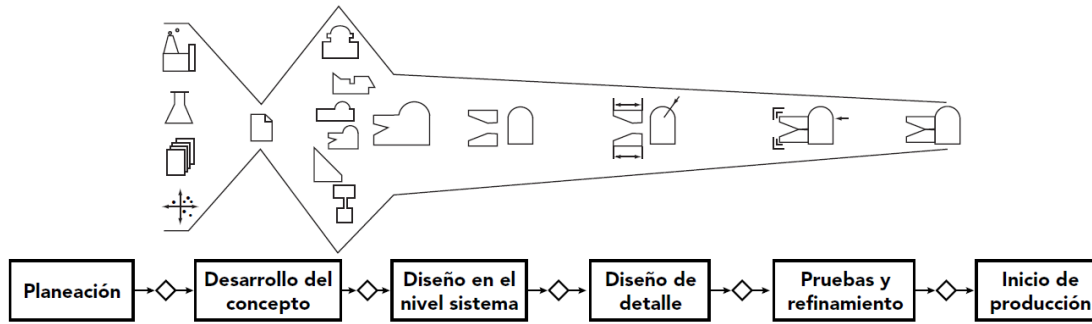 Planeación
Desarrollo del
concepto
Diseño en el
nivel sistema
Diseño de
detalle
Pruebas y
refinamiento
Inicio de
producción